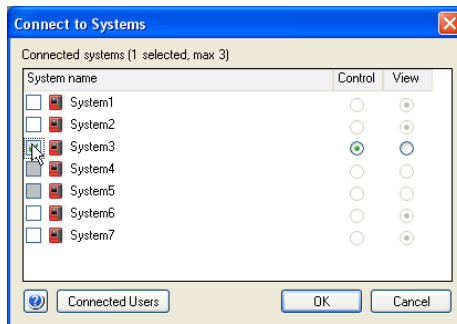 Connect to Systems
Connected systems (1 selected, max 3)
System name Control View
System1
System2
System3
System4
System5
System6
System7
Connected Users OK Cancel